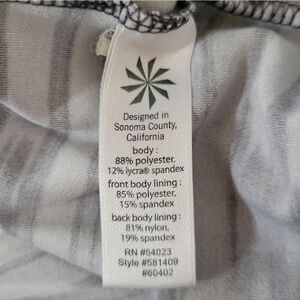 Designed in
Sonoma County,
California
body :
88% polyester,
12% lycra® spandex
front body lining :
85% polyester,
15% spandex
back body lining :
81% nylon,
19% spandex
RN #54023
Style #581409
#60402